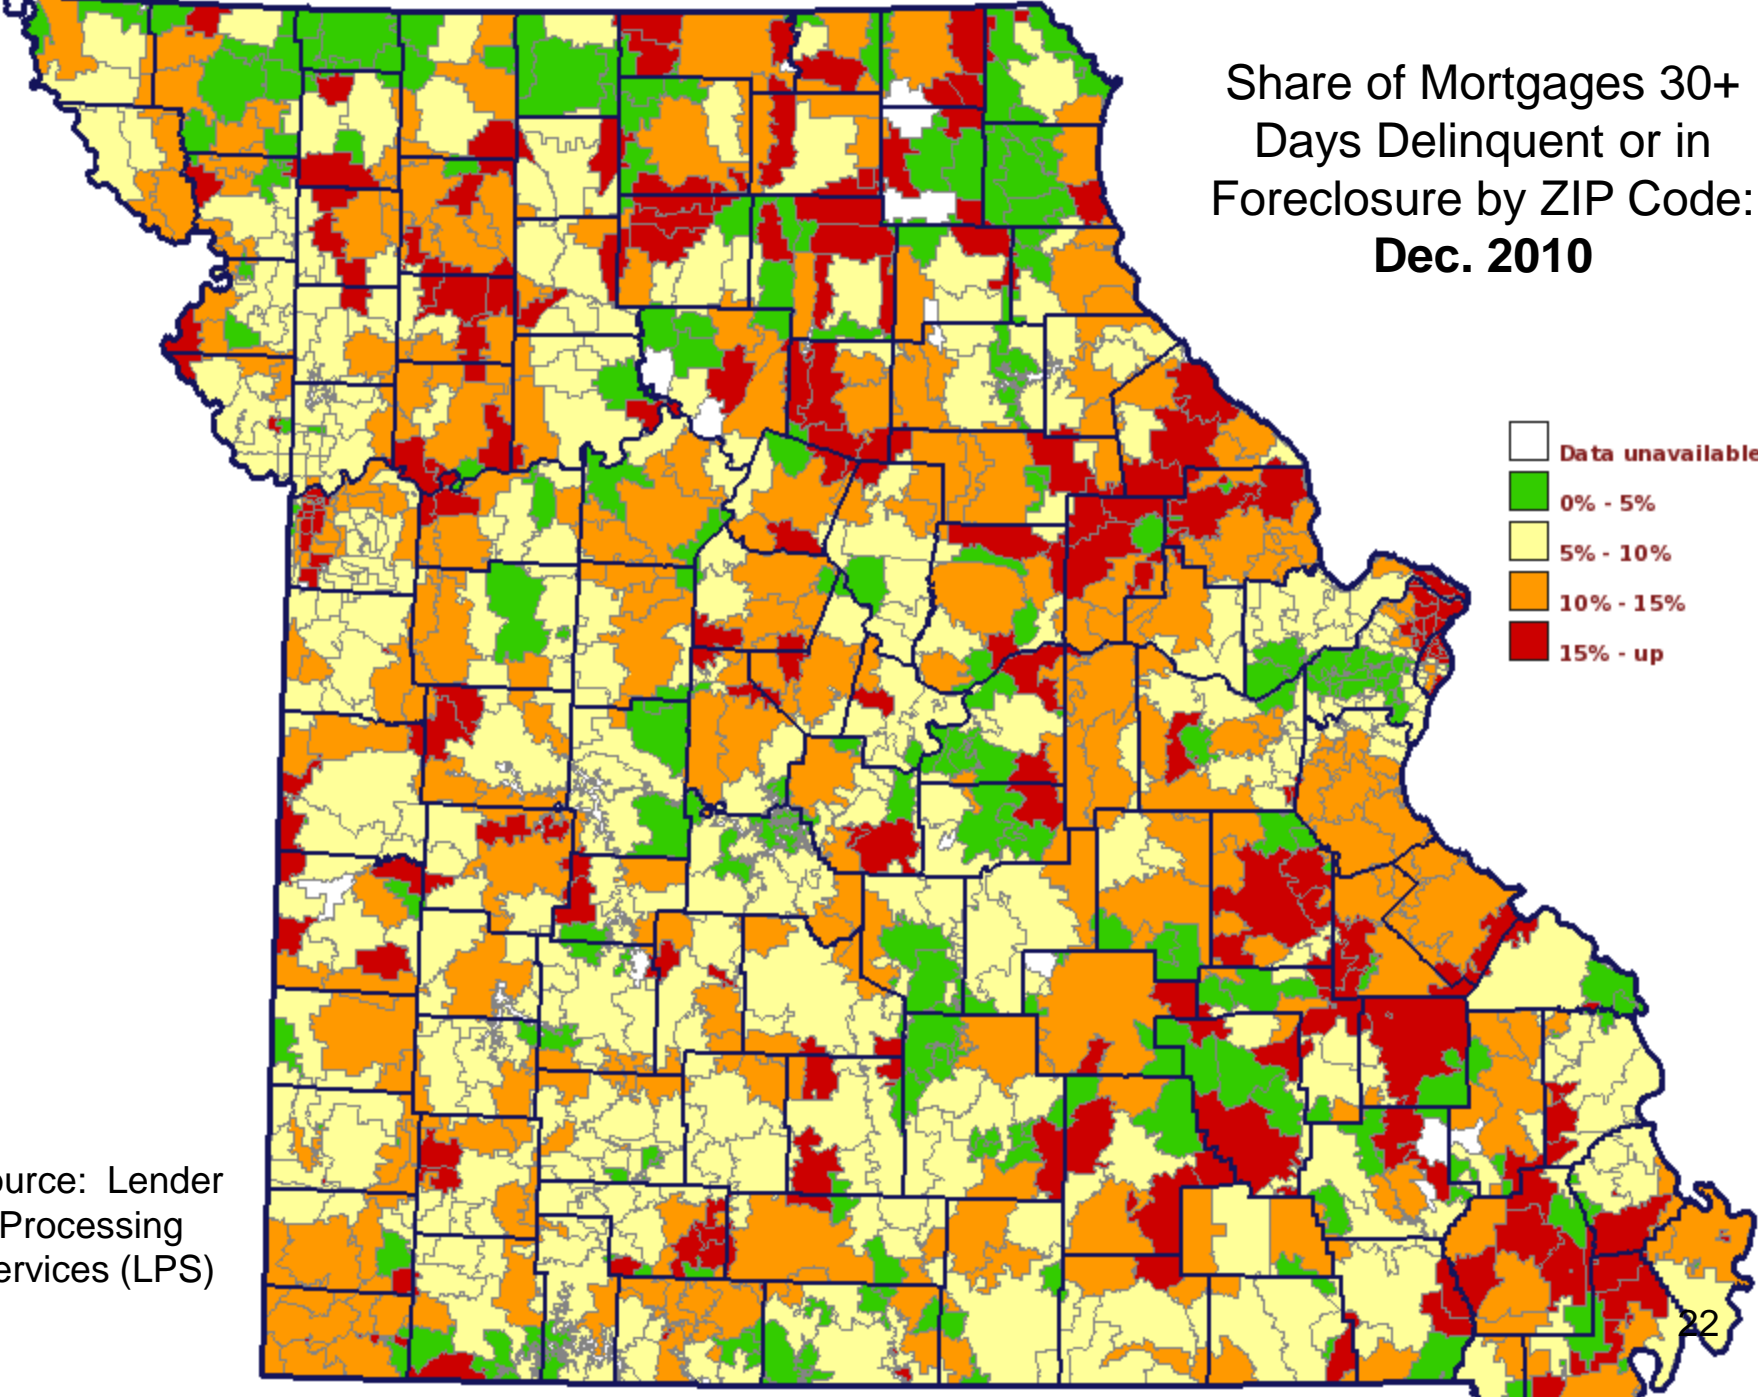 Share of Mortgages 30+
Days Delinquent or in
Foreclosure by ZIP Code:
Dec. 2010
Data unavailable
0% - 5%
5% - 10%
10% - 15%
15% - up
ource: Lender
Processing
ervices (LPS)
22